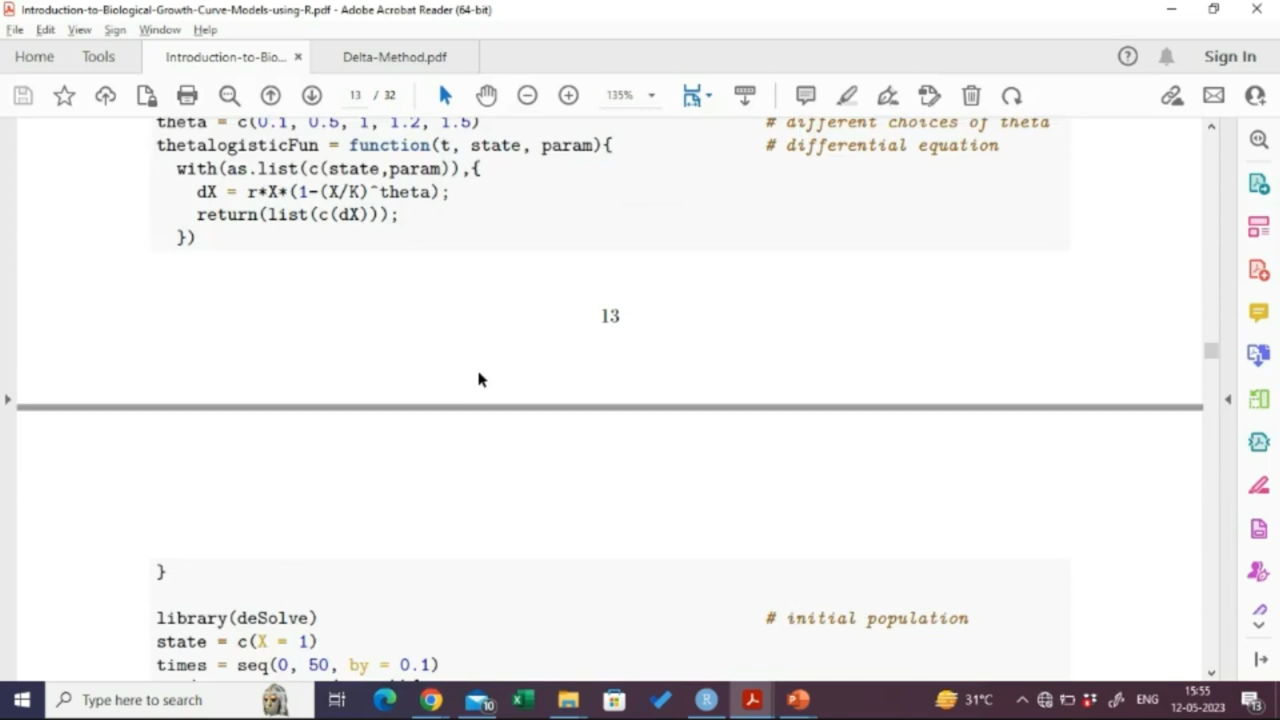 Introduction-to-Biological-Growth-Curve-Models-using-R.pdf - Adobe Acrobat Reader (64-bit)
File Edit View Sign Window Help
Home Tools Introduction-to-Bio... × Delta-Method.pdf Sign In
13 / 32 135%
theta = c(0.1, 0.5, 1, 1.2, 1.5) # different choices of theta
thetalogisticFun = function(t, state, param){ # differential equation
with(as.list(c(state,param)),{
dX = r*X*(1-(X/K)^theta);
return(list(c(dX)));
})
13
}
library(deSolve) # initial population
state = c(X = 1)
times = seq(0, 50, by = 0.1)
Type here to search
10
31°C
ENG
15:55
12-05-2023
13